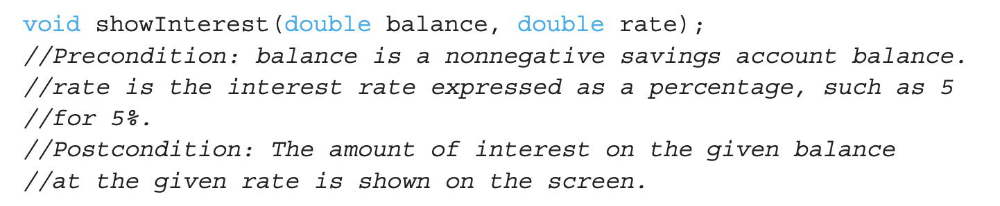 void showInterest(double balance, double rate);
//Precondition: balance is a nonnegative savings account balance.
//rate is the interest rate expressed as a percentage, such as 5
//for 5%.
//Postcondition: The amount of interest on the given balance
//at the given rate is shown on the screen.